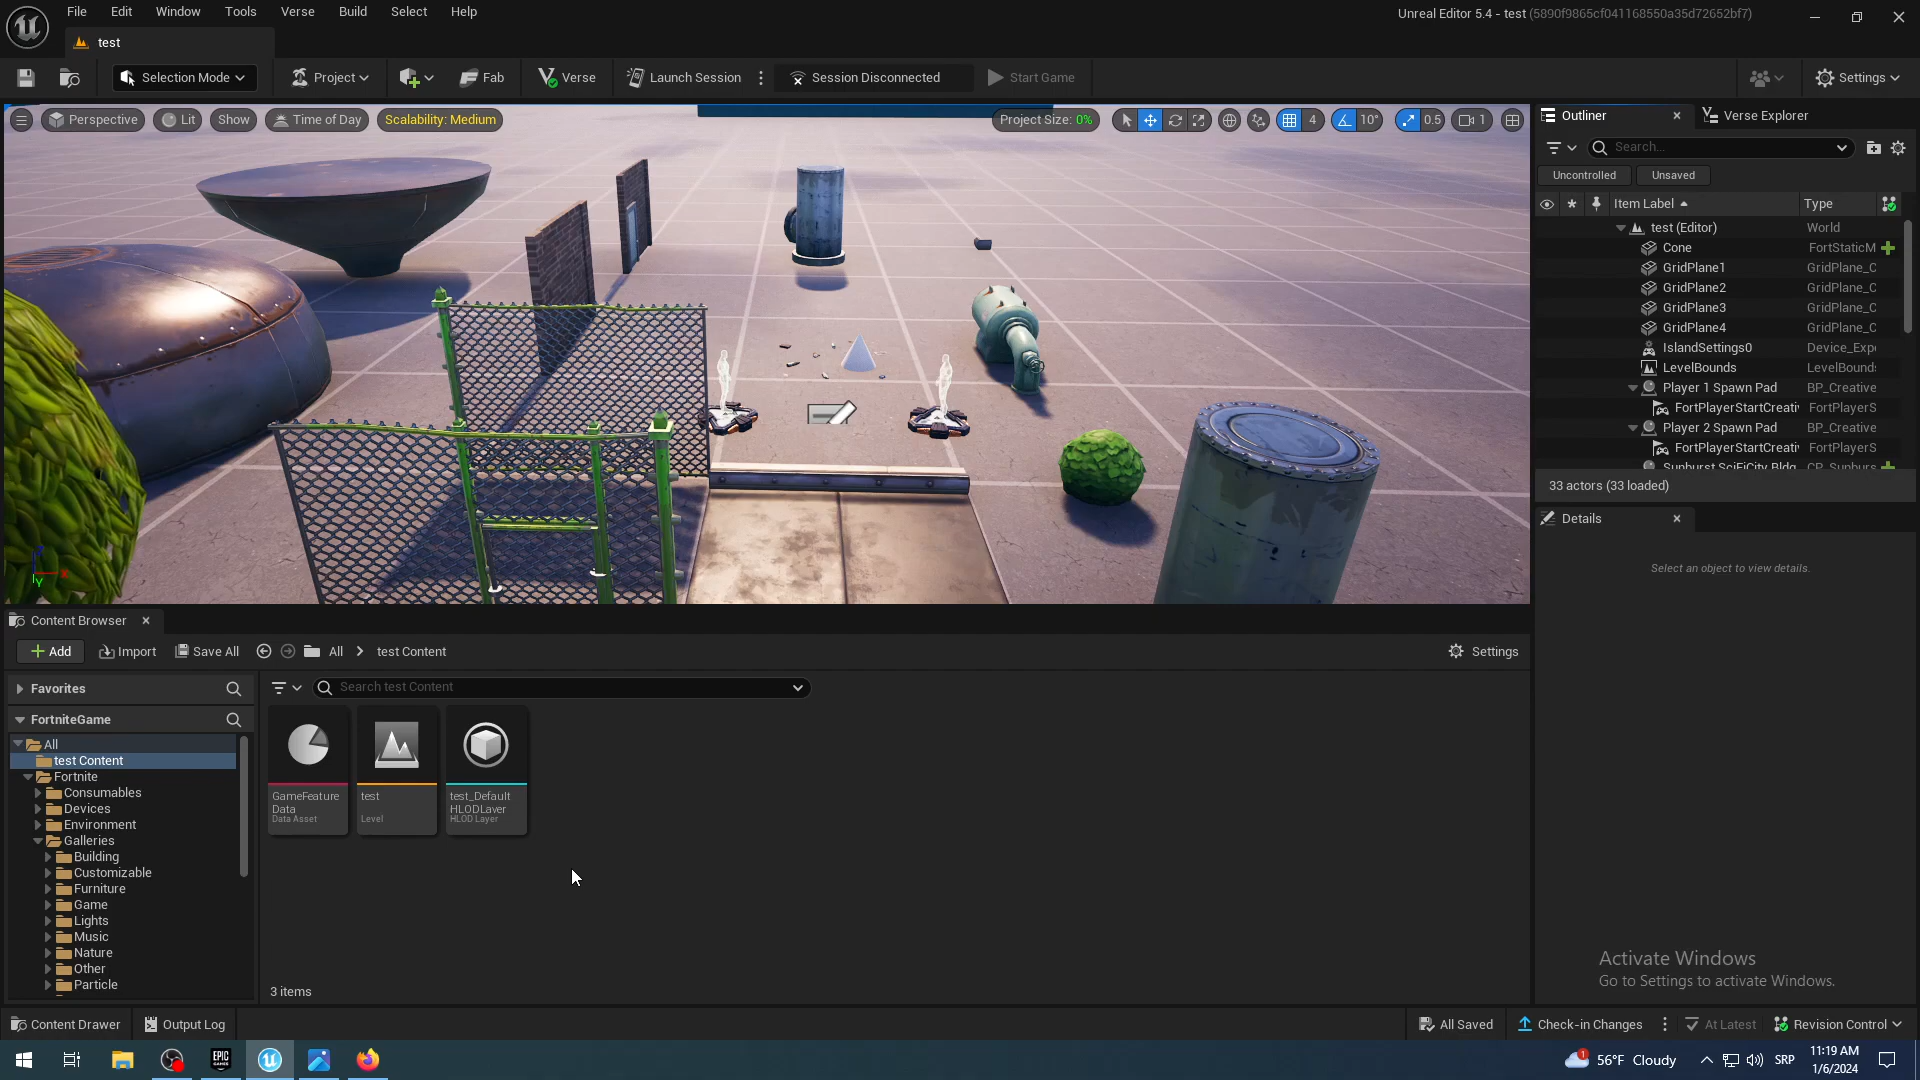 File Edit Window Tools Verse Build Select Help
Unreal Editor 5.4 - test (5890f9865cf041168550a35d72652bf7)
test
Selection Mode Project Fab Verse Launch Session Session Disconnected Start Game Settings
Perspective Lit Show Time of Day Scalability: Medium Project Size: 0% 4 10° 0.5 1
Outliner Verse Explorer
Search...
Uncontrolled Unsaved
Item Label Type
test (Editor) World
Cone FortStaticM
GridPlane1 GridPlane_C
GridPlane2 GridPlane_C
GridPlane3 GridPlane_C
GridPlane4 GridPlane_C
IslandSettings0 Device_Exp
LevelBounds LevelBound
Player 1 Spawn Pad BP_Creative
FortPlayerStartCreati FortPlayerS
Player 2 Spawn Pad BP_Creative
FortPlayerStartCreati FortPlayerS
Sunburst SciFiCity Bldg CP_Sunburs
33 actors (33 loaded)
Details
Select an object to view details.
Content Browser
Add Import Save All All test Content Settings
Favorites
Search test Content
FortniteGame
All
test Content
Fortnite
Consumables
Devices
Environment
Galleries
Building
Customizable
Furniture
Game
Lights
Music
Nature
Other
Particle
GameFeature
Data
Data Asset
test
Level
test_Default
HLODLayer
HLOD Layer
3 items
Activate Windows
Go to Settings to activate Windows.
Content Drawer Output Log All Saved Check-in Changes At Latest Revision Control
EPIC
GAMES
1
56°F Cloudy SRP 11:19 AM
1/6/2024